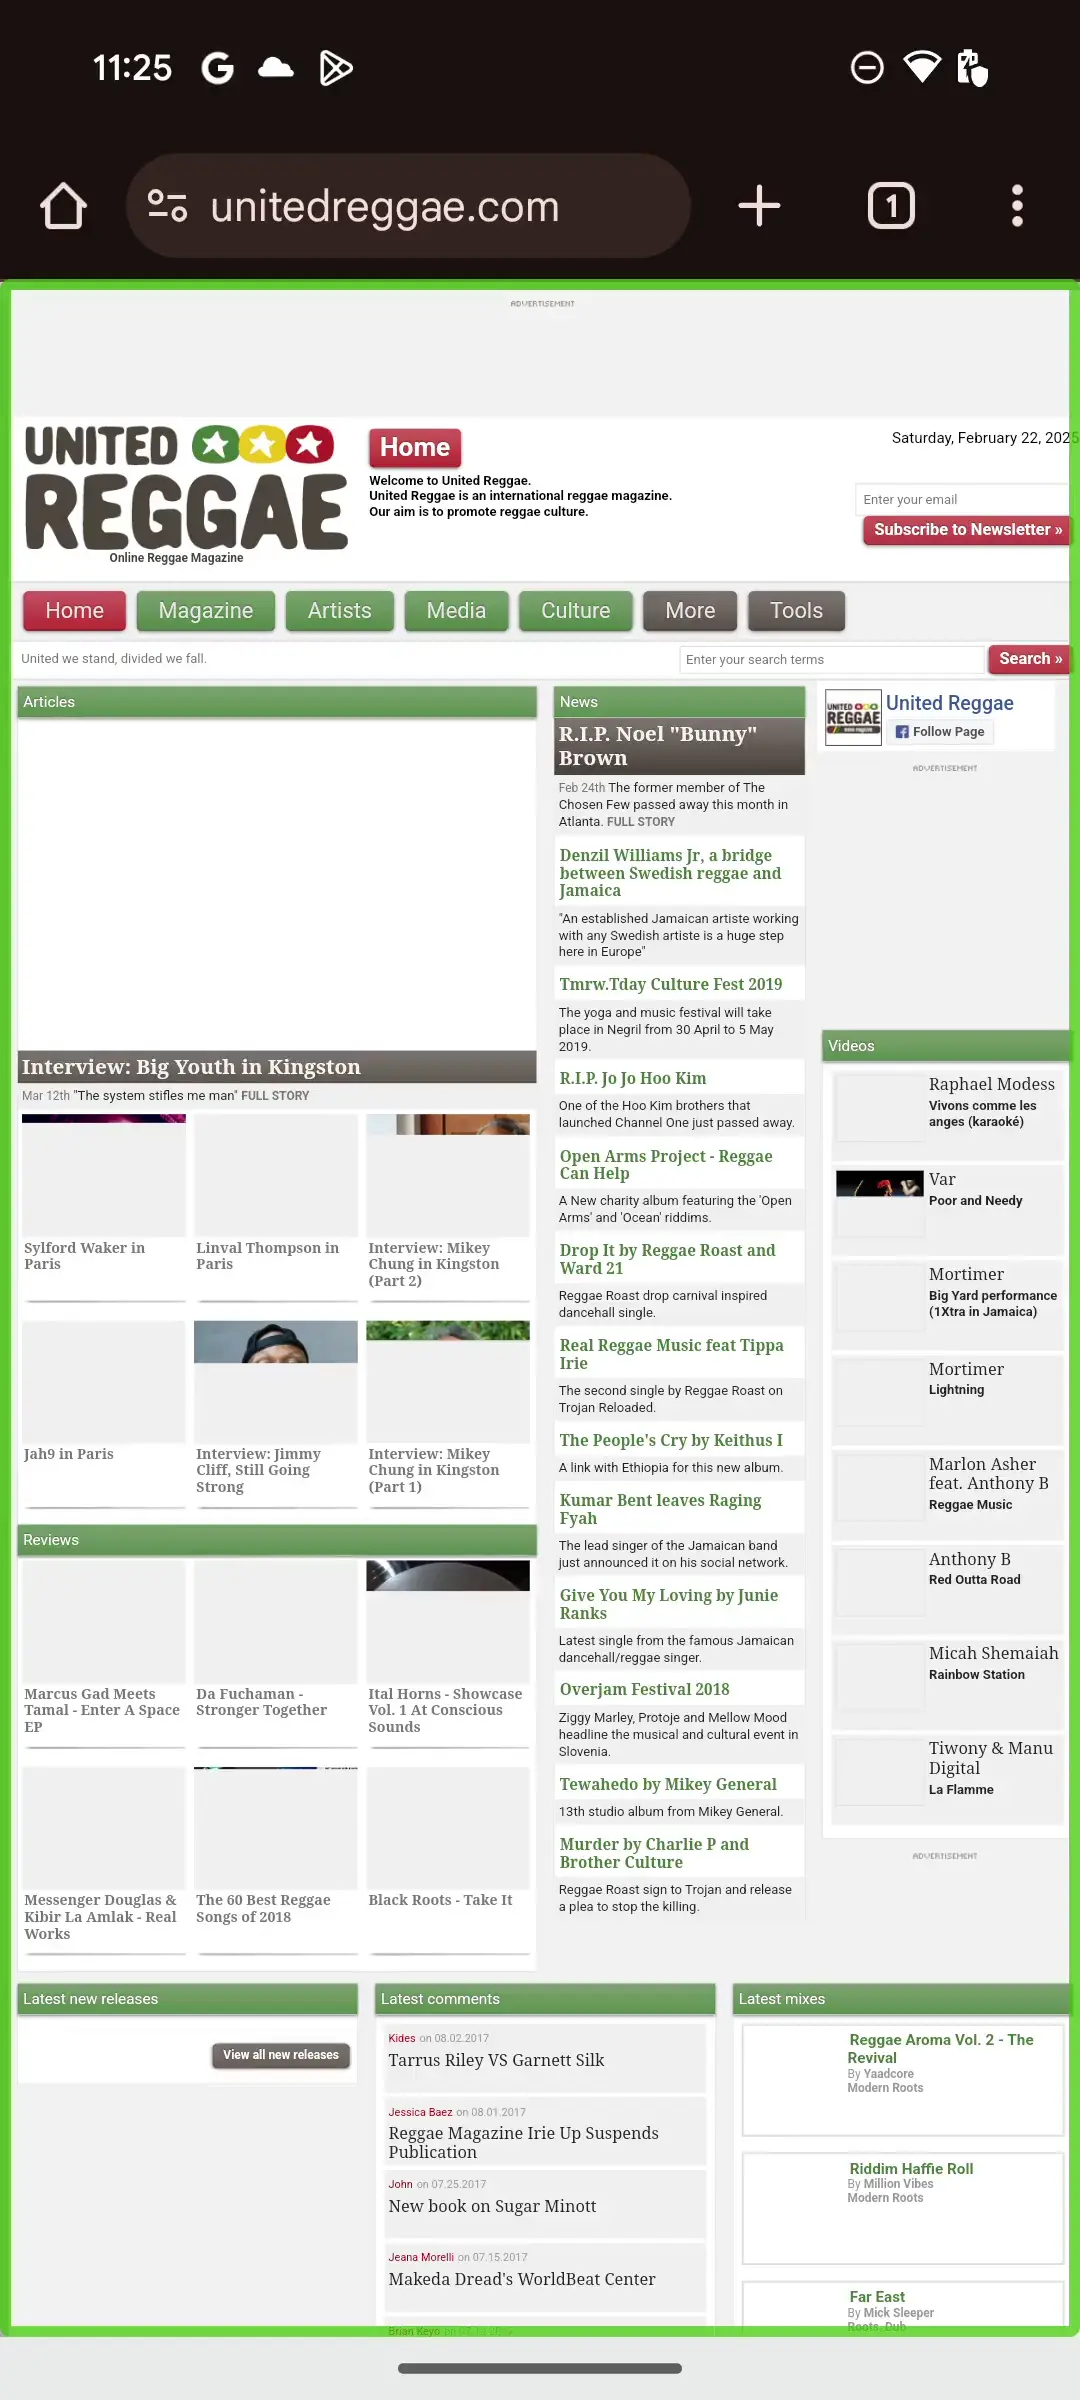 11:25
unitedreggae.com
1
ADVERTISEMENT
UNITED
REGGAE
Online Reggae Magazine
Home
Welcome to United Reggae.
United Reggae is an international reggae magazine.
Our aim is to promote reggae culture.
Saturday, February 22, 2025
Enter your email
Subscribe to Newsletter »
Home
Magazine
Artists
Media
Culture
More
Tools
United we stand, divided we fall.
Enter your search terms
Search »
Articles
Interview: Big Youth in Kingston
Mar 12th "The system stifles me man" FULL STORY
Sylford Waker in
Paris
Linval Thompson in
Paris
Interview: Mikey
Chung in Kingston
(Part 2)
Jah9 in Paris
Interview: Jimmy
Cliff, Still Going
Strong
Interview: Mikey
Chung in Kingston
(Part 1)
Reviews
Marcus Gad Meets
Tamal - Enter A Space
EP
Da Fuchaman -
Stronger Together
Ital Horns - Showcase
Vol. 1 At Conscious
Sounds
Messenger Douglas &
Kibir La Amlak - Real
Works
The 60 Best Reggae
Songs of 2018
Black Roots - Take It
News
R.I.P. Noel "Bunny"
Brown
Feb 24th The former member of The
Chosen Few passed away this month in
Atlanta. FULL STORY
Denzil Williams Jr, a bridge
between Swedish reggae and
Jamaica
"An established Jamaican artiste working
with any Swedish artiste is a huge step
here in Europe"
Tmrw.Tday Culture Fest 2019
The yoga and music festival will take
place in Negril from 30 April to 5 May
2019.
R.I.P. Jo Jo Hoo Kim
One of the Hoo Kim brothers that
launched Channel One just passed away.
Open Arms Project - Reggae
Can Help
A New charity album featuring the 'Open
Arms' and 'Ocean' riddims.
Drop It by Reggae Roast and
Ward 21
Reggae Roast drop carnival inspired
dancehall single.
Real Reggae Music feat Tippa
Irie
The second single by Reggae Roast on
Trojan Reloaded.
The People's Cry by Keithus I
A link with Ethiopia for this new album.
Kumar Bent leaves Raging
Fyah
The lead singer of the Jamaican band
just announced it on his social network.
Give You My Loving by Junie
Ranks
Latest single from the famous Jamaican
dancehall/reggae singer.
Overjam Festival 2018
Ziggy Marley, Protoje and Mellow Mood
headline the musical and cultural event in
Slovenia.
Tewahedo by Mikey General
13th studio album from Mikey General.
Murder by Charlie P and
Brother Culture
Reggae Roast sign to Trojan and release
a plea to stop the killing.
UNITED
REGGAE
United Reggae
Follow Page
ADVERTISEMENT
Videos
Raphael Modess
Vivons comme les
anges (karaoké)
Var
Poor and Needy
Mortimer
Big Yard performance
(1Xtra in Jamaica)
Mortimer
Lightning
Marlon Asher
feat. Anthony B
Reggae Music
Anthony B
Red Outta Road
Micah Shemaiah
Rainbow Station
Tiwony & Manu
Digital
La Flamme
ADVERTISEMENT
Latest new releases
View all new releases
Latest comments
Kides on 08.02.2017
Tarrus Riley VS Garnett Silk
Jessica Baez on 08.01.2017
Reggae Magazine Irie Up Suspends
Publication
John on 07.25.2017
New book on Sugar Minott
Jeana Morelli on 07.15.2017
Makeda Dread's WorldBeat Center
Brian Keyo on
Latest mixes
Reggae Aroma Vol. 2 - The
Revival
By Yaadcore
Modern Roots
Riddim Haffie Roll
By Million Vibes
Modern Roots
Far East
By Mick Sleeper
Roots, Dub